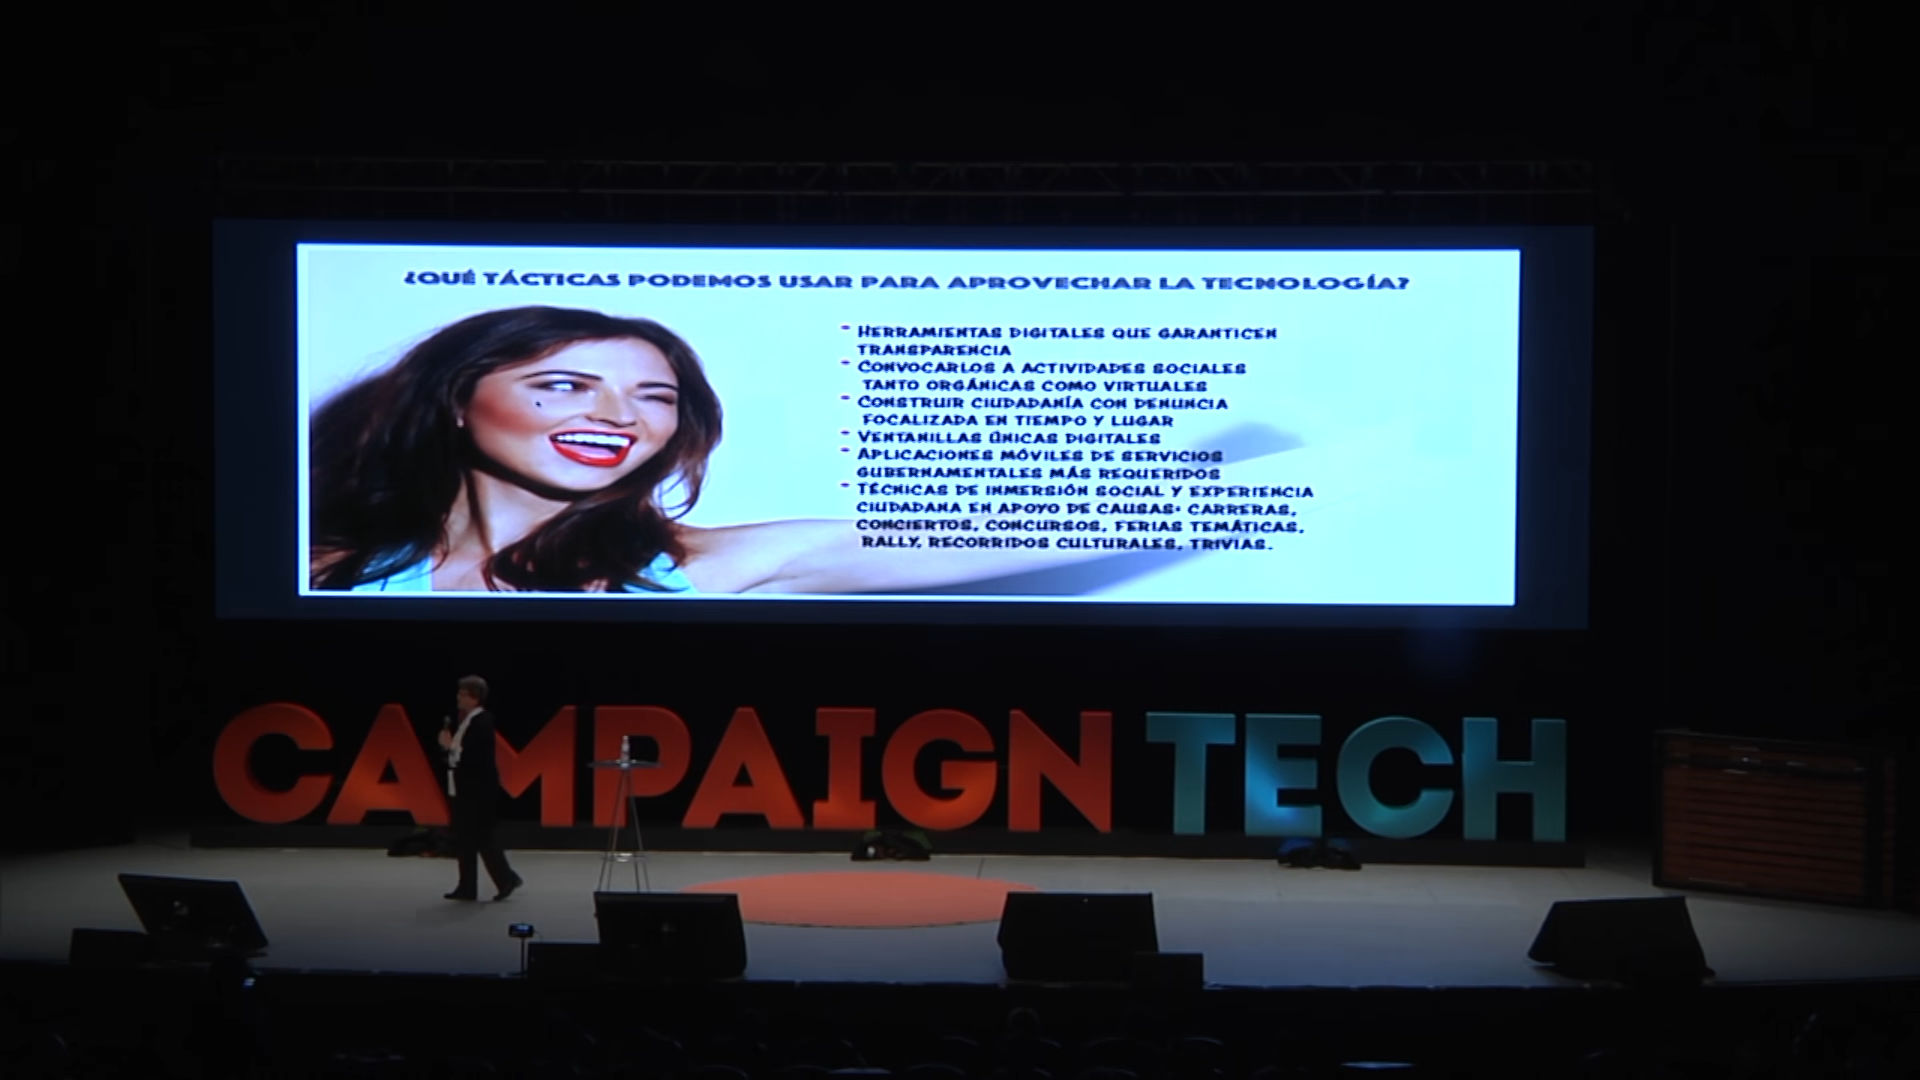 ¿QUÉ TÁCTICAS PODEMOS USAR PARA APROVECHAR LA TECNOLOGÍA?
- HERRAMIENTAS DIGITALES QUE GARANTICEN
TRANSPARENCIA
- CONVOCARLOS A ACTIVIDADES SOCIALES
TANTO ORGÁNICAS COMO VIRTUALES
- CONSTRUIR CIUDADANÍA CON DENUNCIA
FOCALIZADA EN TIEMPO Y LUGAR
- VENTANILLAS ÚNICAS DIGITALES
- APLICACIONES MÓVILES DE SERVICIOS
GUBERNAMENTALES MÁS REQUERIDOS
- TÉCNICAS DE INMERSIÓN SOCIAL Y EXPERIENCIA
CIUDADANA EN APOYO DE CAUSAS: CARRERAS,
CONCIERTOS, CONCURSOS, FERIAS TEMÁTICAS,
RALLY, RECORRIDOS CULTURALES, TRIVIAS.
CAMPAIGN TECH